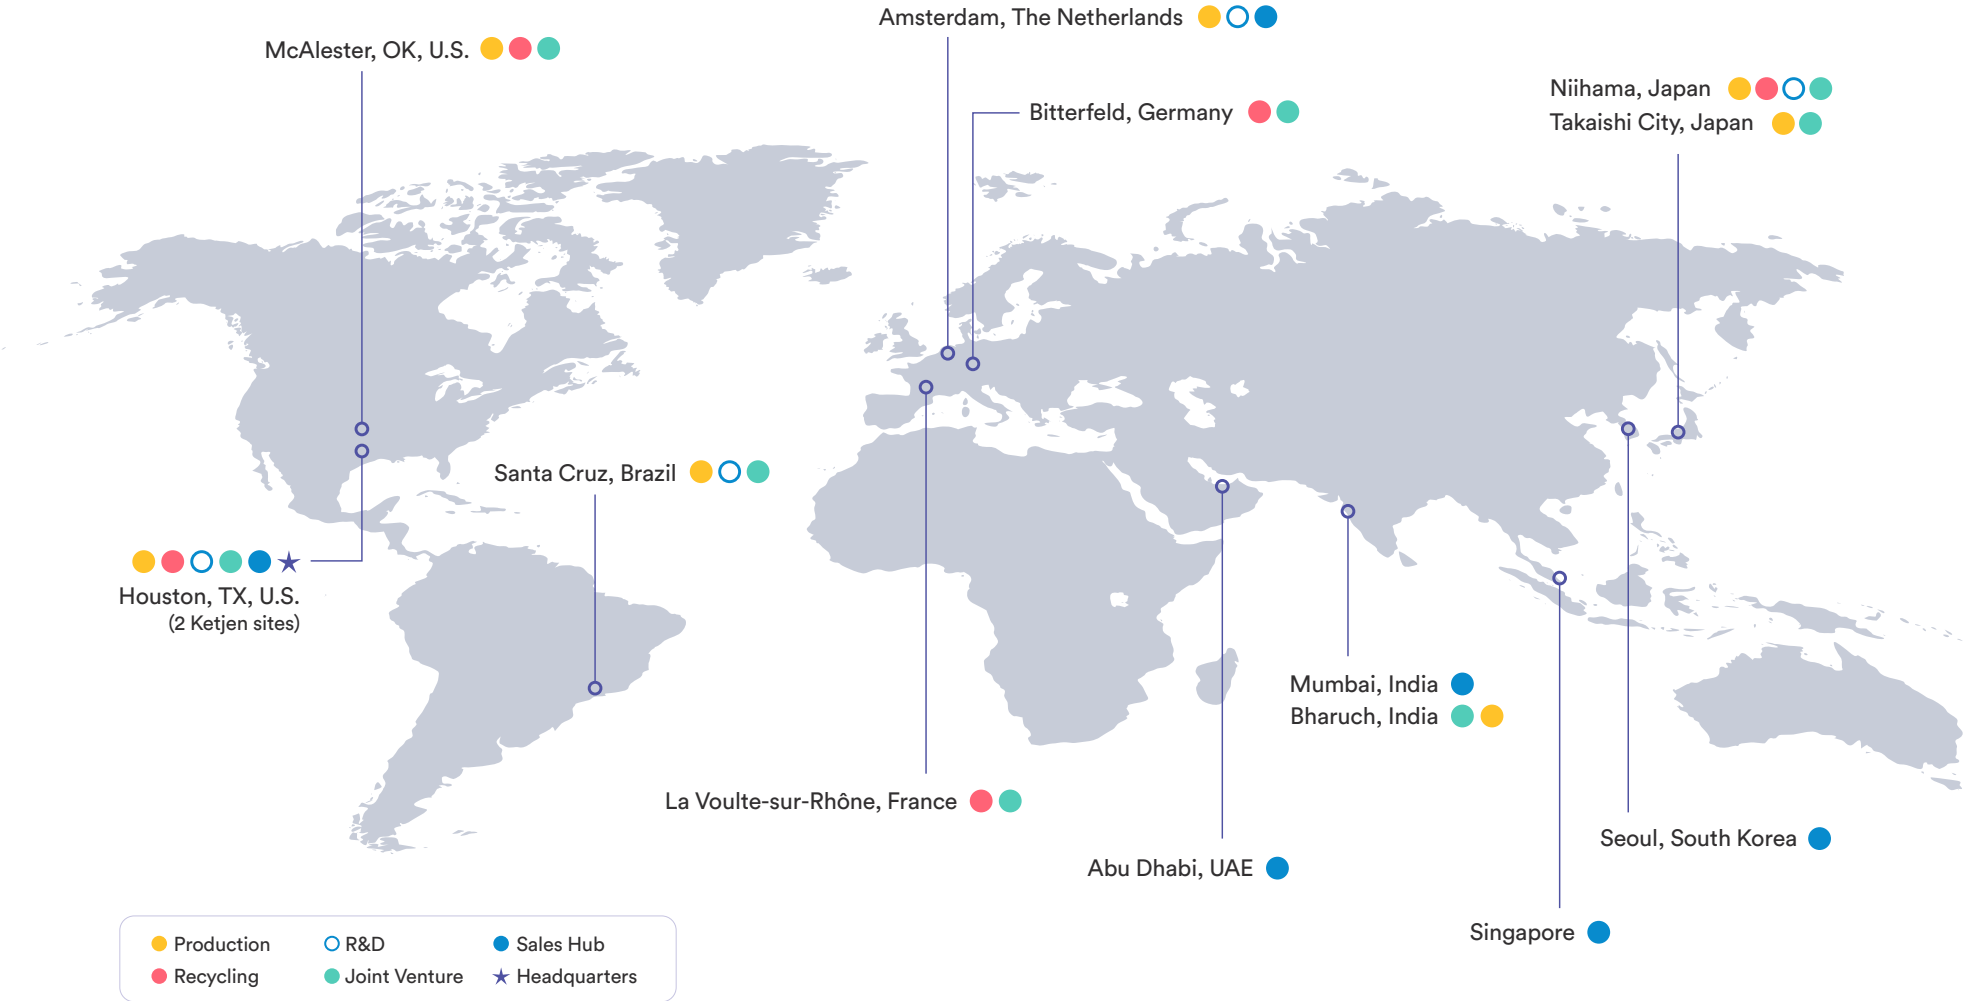 Amsterdam, The Netherlands
McAlester, OK, U.S.
Niihama, Japan
Bitterfeld, Germany
Takaishi City, Japan
Santa Cruz, Brazil
Houston, TX, U.S.
(2 Ketjen sites)
Mumbai, India
Bharuch, India
La Voulte-sur-Rhône, France
Seoul, South Korea
Abu Dhabi, UAE
Singapore
Production
R&D
Sales Hub
Recycling
Joint Venture
Headquarters